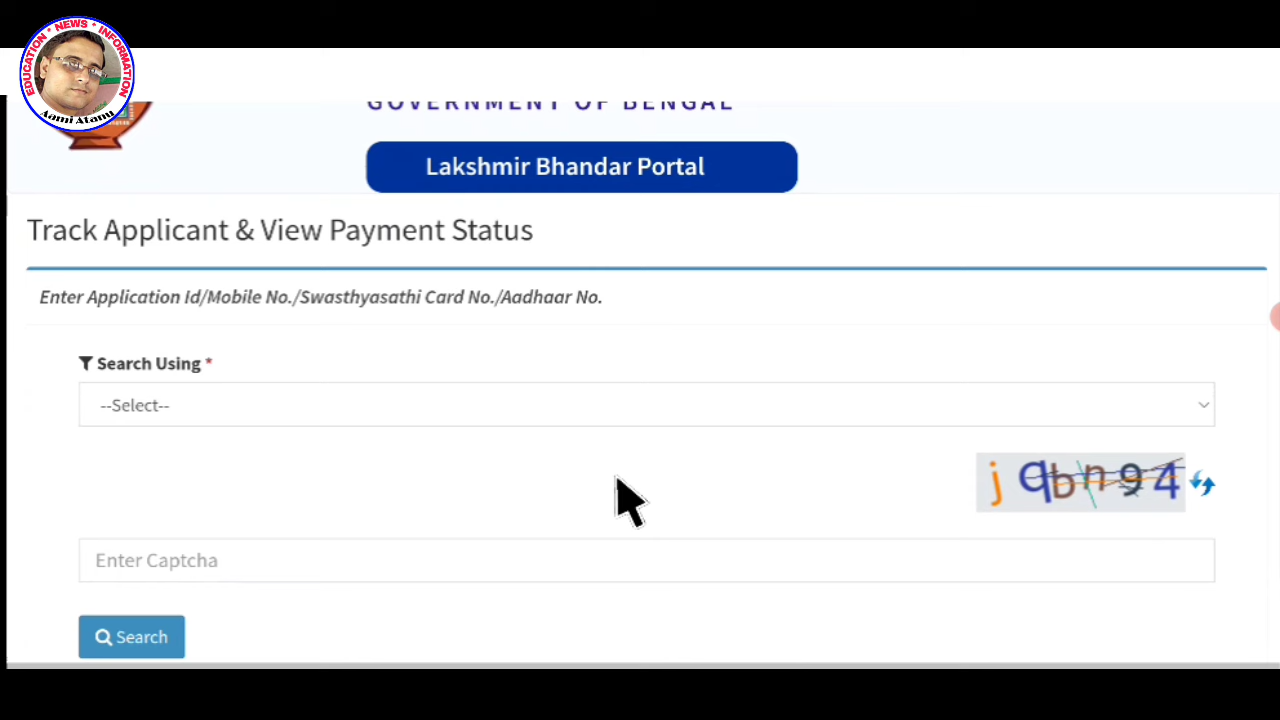 EDUCATION * NEWS * INFORMATION
Aami Atanu
GOVERNMENT OF BENGAL
Lakshmir Bhandar Portal
Track Applicant & View Payment Status
Enter Application Id/Mobile No./Swasthyasathi Card No./Aadhaar No.
Search Using *
--Select--
jqbn94
Enter Captcha
Search